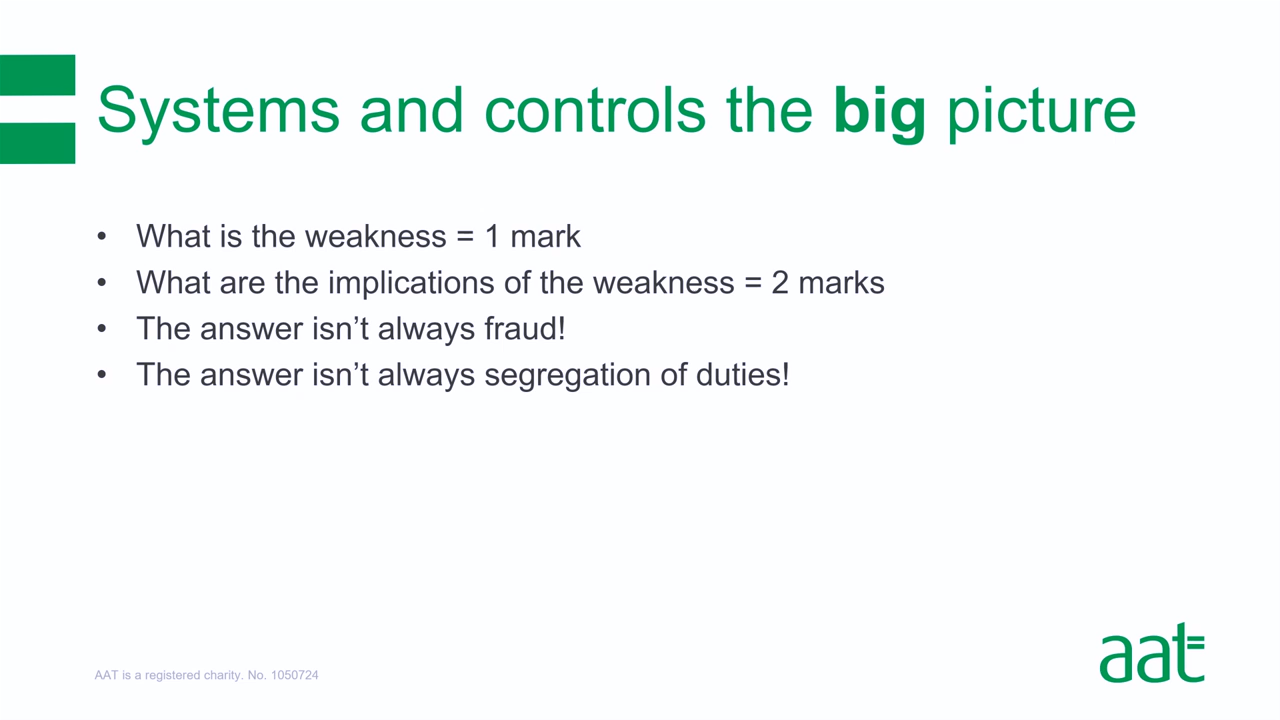 Systems and controls the big picture
• What is the weakness = 1 mark
• What are the implications of the weakness = 2 marks
• The answer isn’t always fraud!
• The answer isn’t always segregation of duties!
AAT is a registered charity. No. 1050724
aat